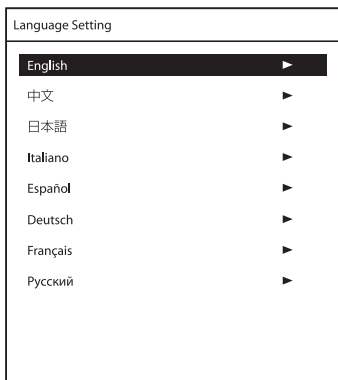 Language Setting
English
中文
日本語
Italiano
Español
Deutsch
Français
Русский